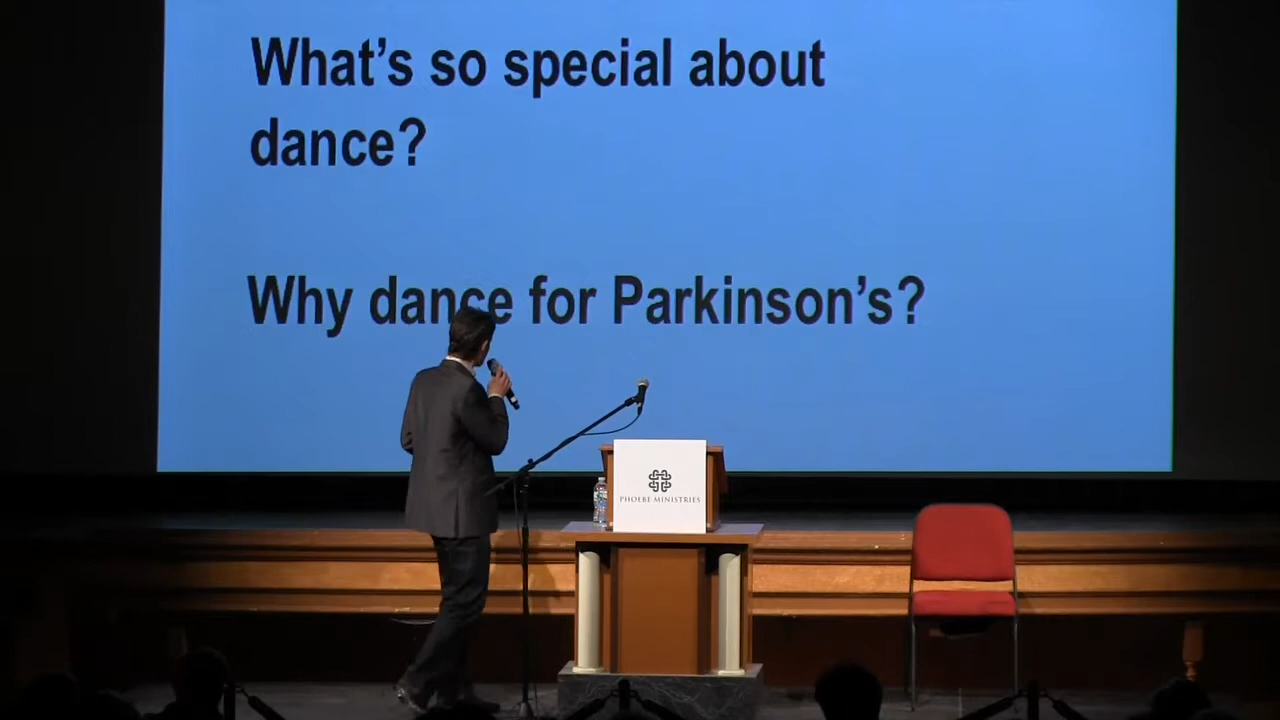 What's so special about
dance?
Why dance for Parkinson's?
PHOEBE MINISTRIES